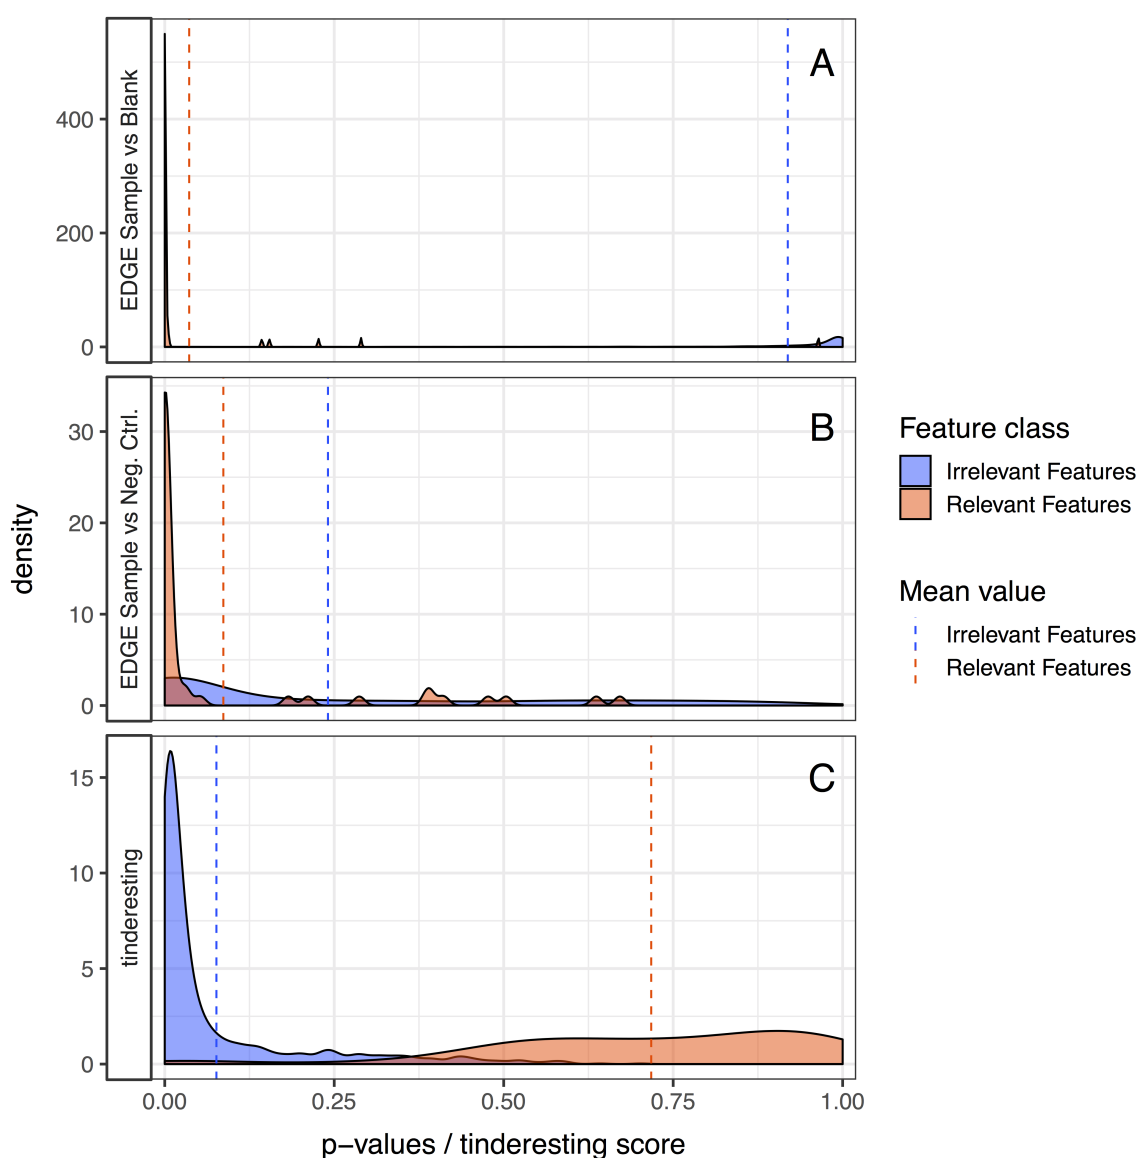 density
EDGE Sample vs Blank
400
200
0
A
EDGE Sample vs Neg. Ctrl.
30
20
10
0
B
tinderesting
15
10
5
0
C
0.00 0.25 0.50 0.75 1.00
p−values / tinderesting score
Feature class
Irrelevant Features
Relevant Features
Mean value
Irrelevant Features
Relevant Features